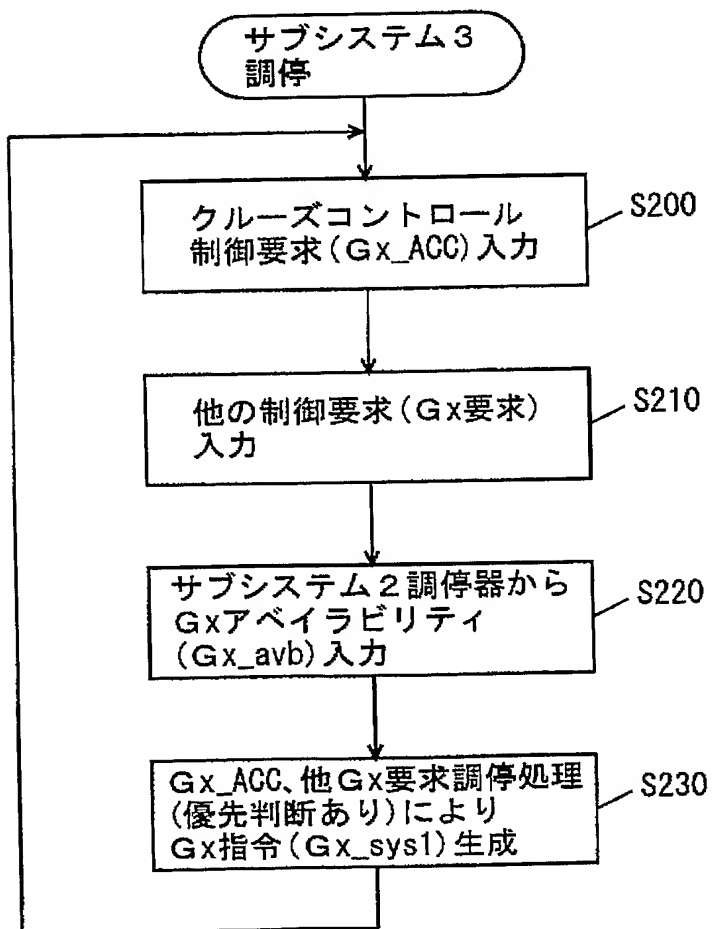 サブシステム3
調停
クルーズコントロール
制御要求(Gx_ACC)入力
S200
他の制御要求(Gx要求)
入力
S210
サブシステム2調停器から
Gxアベイラビリティ
(Gx_avb)入力
S220
Gx_ACC、他Gx要求調停処理
(優先判断あり)により
Gx指令(Gx_sys1)生成
S230